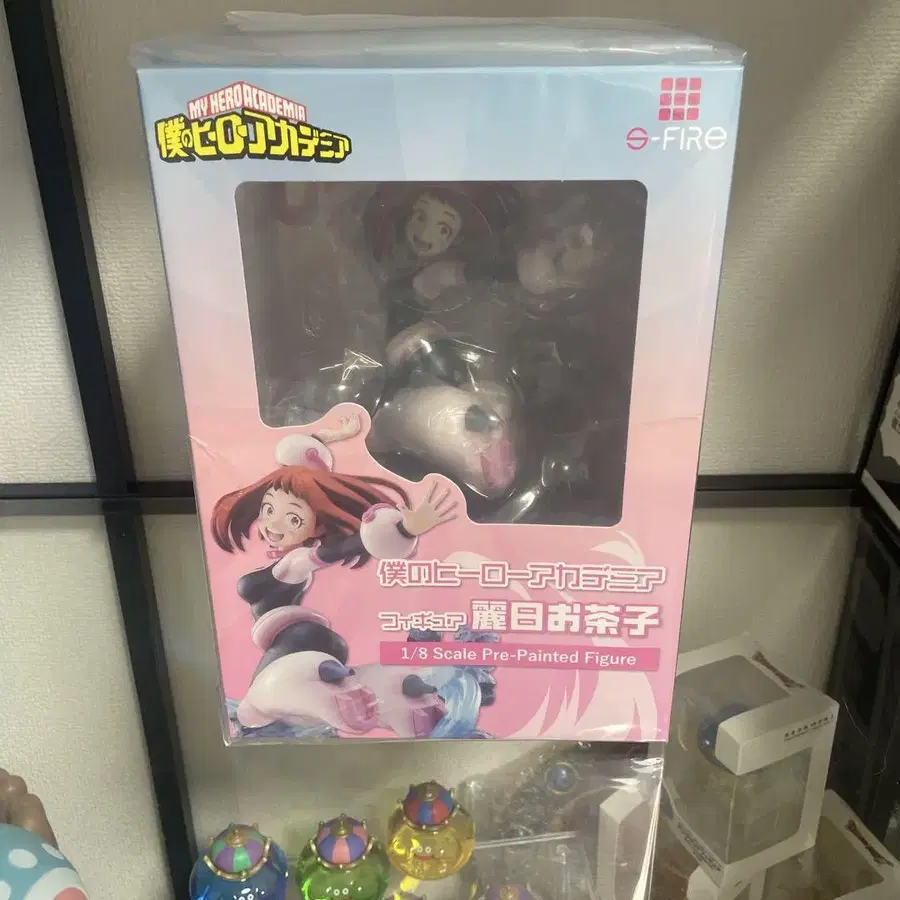 MY HERO ACADEMIA
僕のヒーローアカデミア
S-FIRE
僕のヒーローアカデミア
フィギュア 麗日お茶子
1/8 Scale Pre-Painted Figure